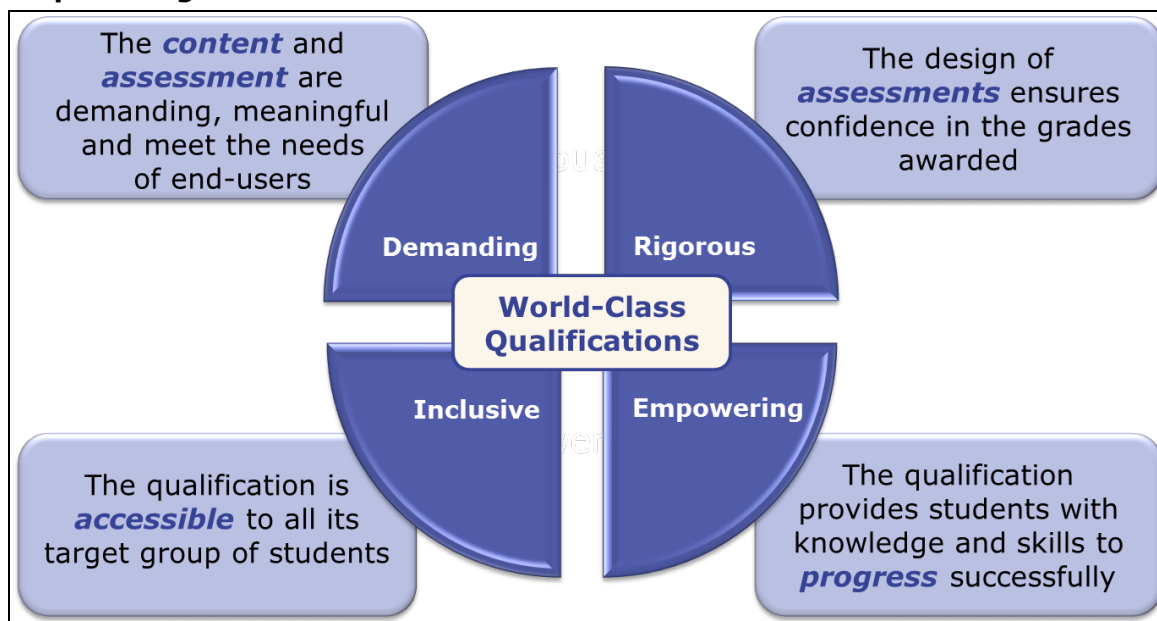 The content and
assessment are
demanding, meaningful
and meet the needs
of end-users
The design of
assessments ensures
confidence in the grades
awarded
Demanding
Rigorous
World-Class
Qualifications
Inclusive
Empowering
The qualification is
accessible to all its
target group of students
The qualification
provides students with
knowledge and skills to
progress successfully